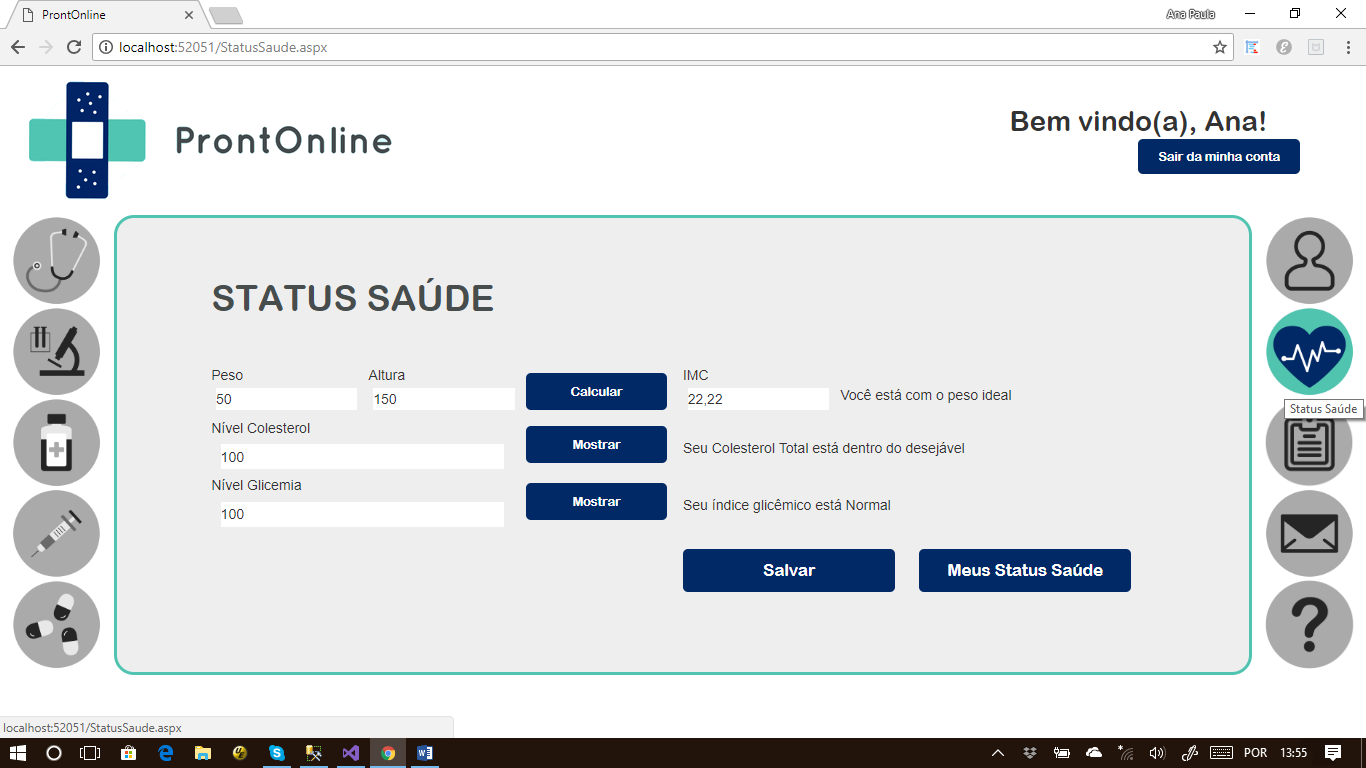 ProntOnline
Ana Paula
localhost:52051/StatusSaude.aspx
ProntOnline
Bem vindo(a), Ana!
Sair da minha conta
STATUS SAÚDE
Peso Altura IMC
50 150 Calcular 22,22 Você está com o peso ideal
Status Saúde
Nível Colesterol
100 Mostrar Seu Colesterol Total está dentro do desejável
Nível Glicemia
100 Mostrar Seu índice glicêmico está Normal
Salvar Meus Status Saúde
localhost:52051/StatusSaude.aspx
POR 13:55